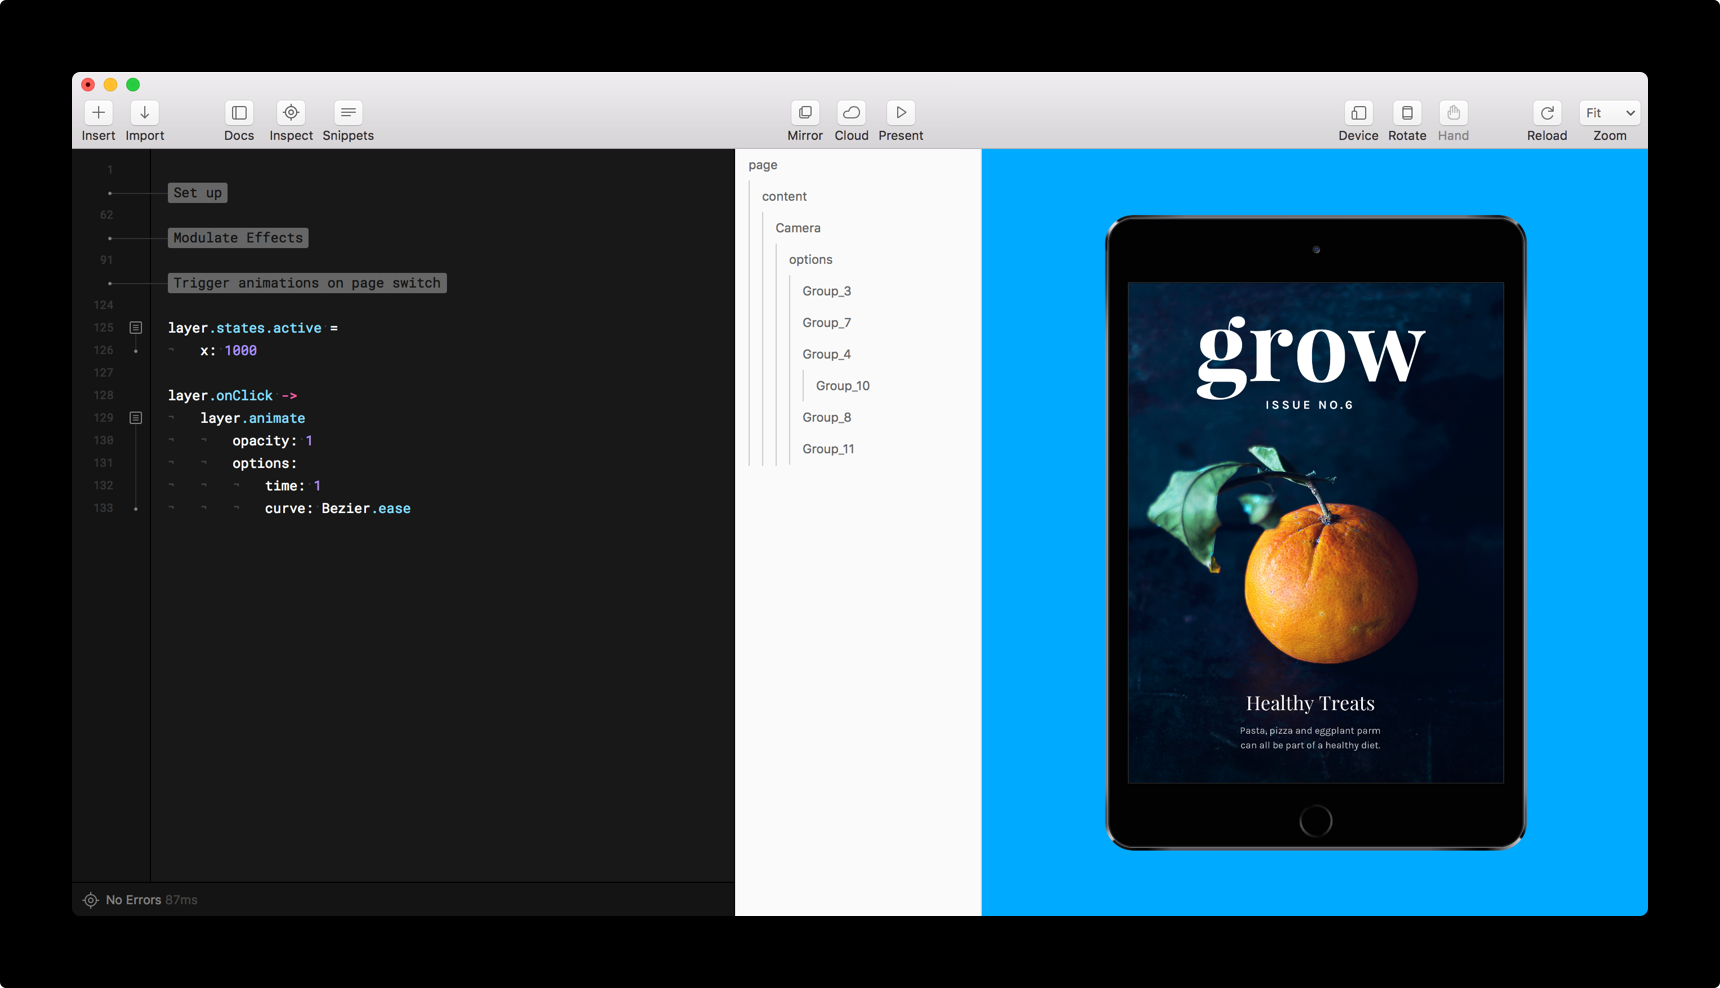 Insert Import Docs Inspect Snippets Mirror Cloud Present Device Rotate Hand Reload Fit Zoom
1
Set up
62
Modulate Effects
91
Trigger animations on page switch
124
125 layer.states.active =
126 x: 1000
127
128 layer.onClick ->
129 layer.animate
130 opacity: 1
131 options:
132 time: 1
133 curve: Bezier.ease
No Errors 87ms
page
content
Camera
options
Group_3
Group_7
Group_4
Group_10
Group_8
Group_11
grow
ISSUE NO.6
Healthy Treats
Pasta, pizza and eggplant parm
can all be part of a healthy diet.